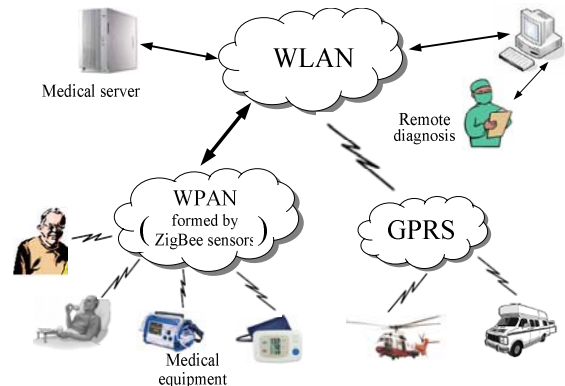 WLAN
Medical server
Remote
diagnosis
WPAN
( formed by
ZigBee sensors )
GPRS
Medical
equipment